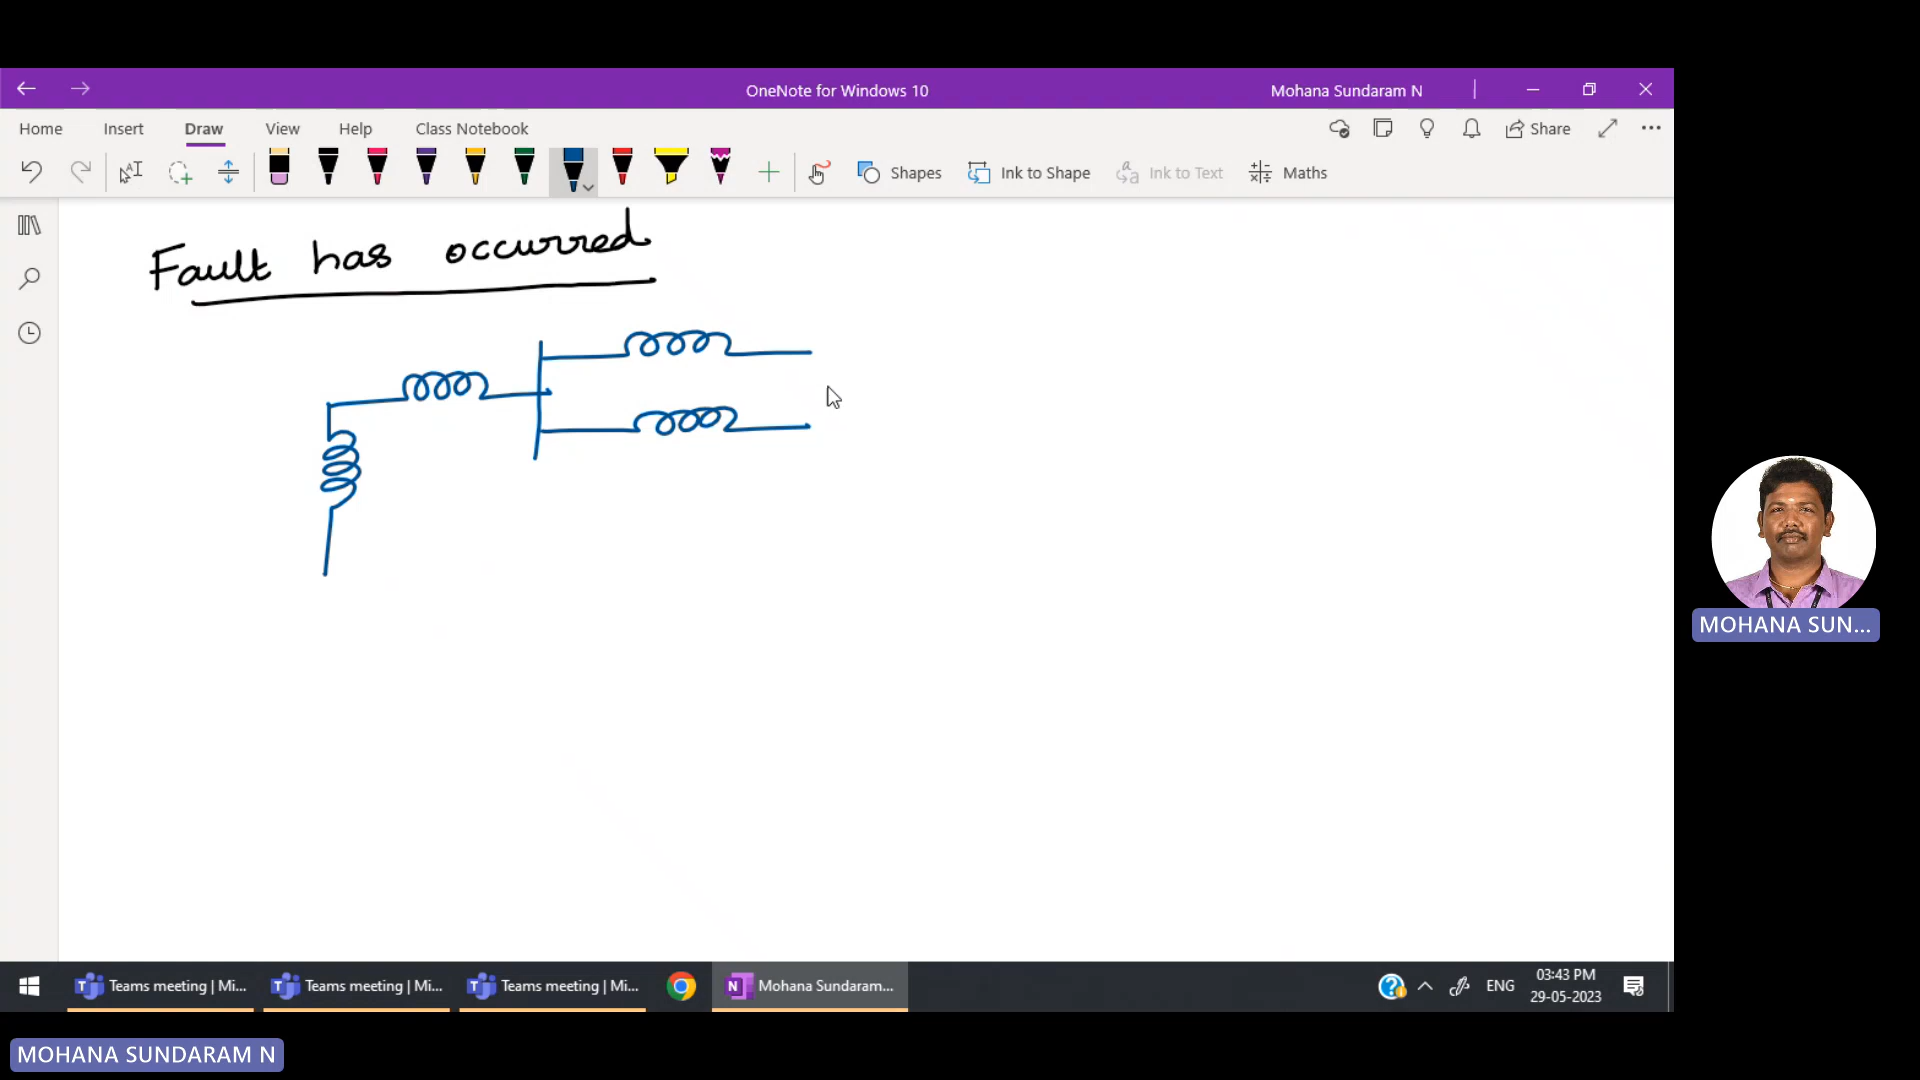 OneNote for Windows 10
Mohana Sundaram N
Home Insert Draw View Help Class Notebook
Share
Shapes Ink to Shape Ink to Text Maths
Fault has occurred
MOHANA SUN...
Teams meeting | Mi... Teams meeting | Mi... Teams meeting | Mi... Mohana Sundaram... ENG
03:43 PM
29-05-2023
MOHANA SUNDARAM N